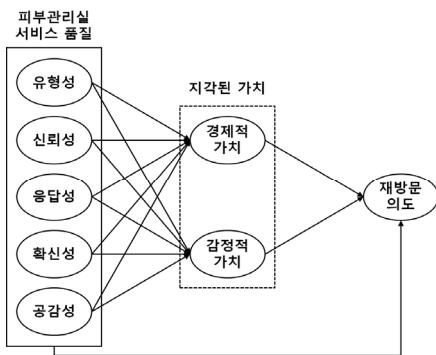 피부관리실
서비스 품질
유형성
신뢰성
응답성
확신성
공감성
지각된 가치
경제적
가치
감정적
가치
재방문
의도